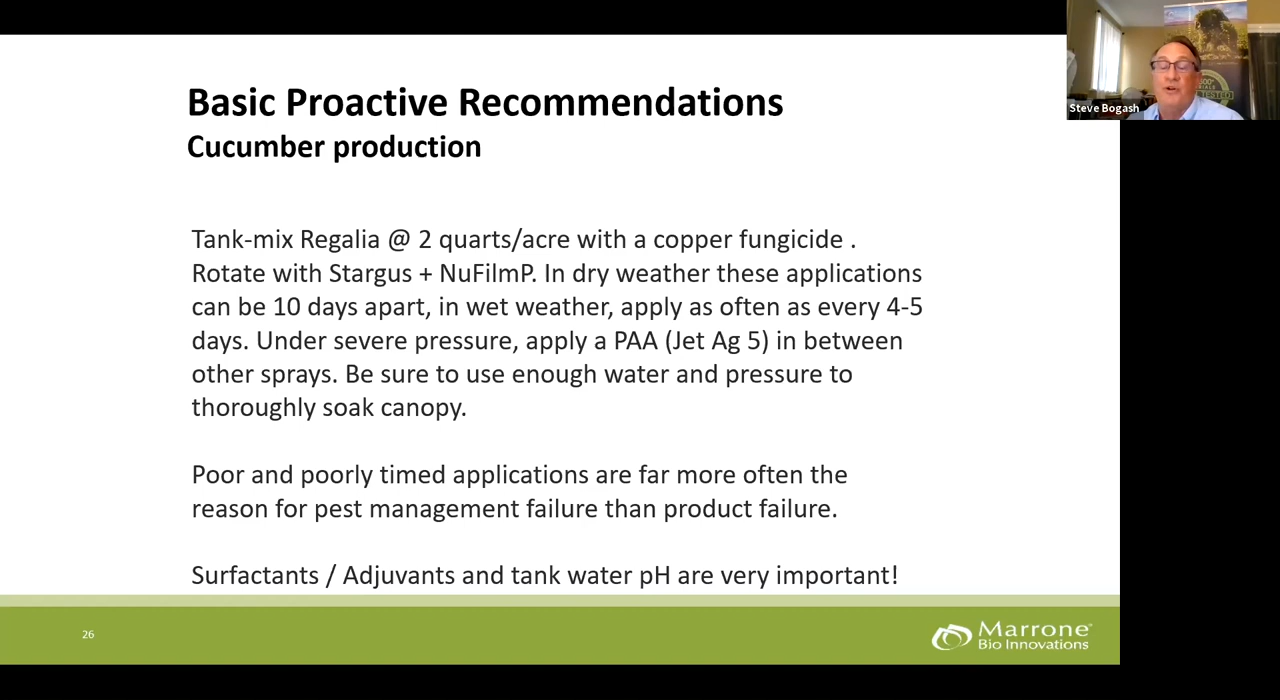 Basic Proactive Recommendations
Cucumber production
Tank-mix Regalia @ 2 quarts/acre with a copper fungicide .
Rotate with Stargus + NuFilmP. In dry weather these applications
can be 10 days apart, in wet weather, apply as often as every 4-5
days. Under severe pressure, apply a PAA (Jet Ag 5) in between
other sprays. Be sure to use enough water and pressure to
thoroughly soak canopy.
Poor and poorly timed applications are far more often the
reason for pest management failure than product failure.
Surfactants / Adjuvants and tank water pH are very important!
26
Marrone
Bio Innovations
Steve Bogash
TESTED